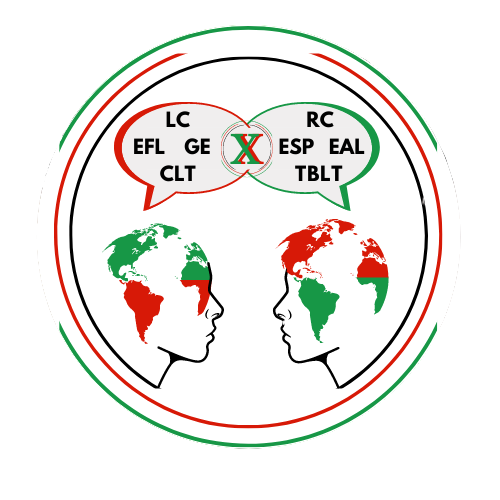 LC
EFL GE
CLT
X
RC
ESP EAL
TBLT